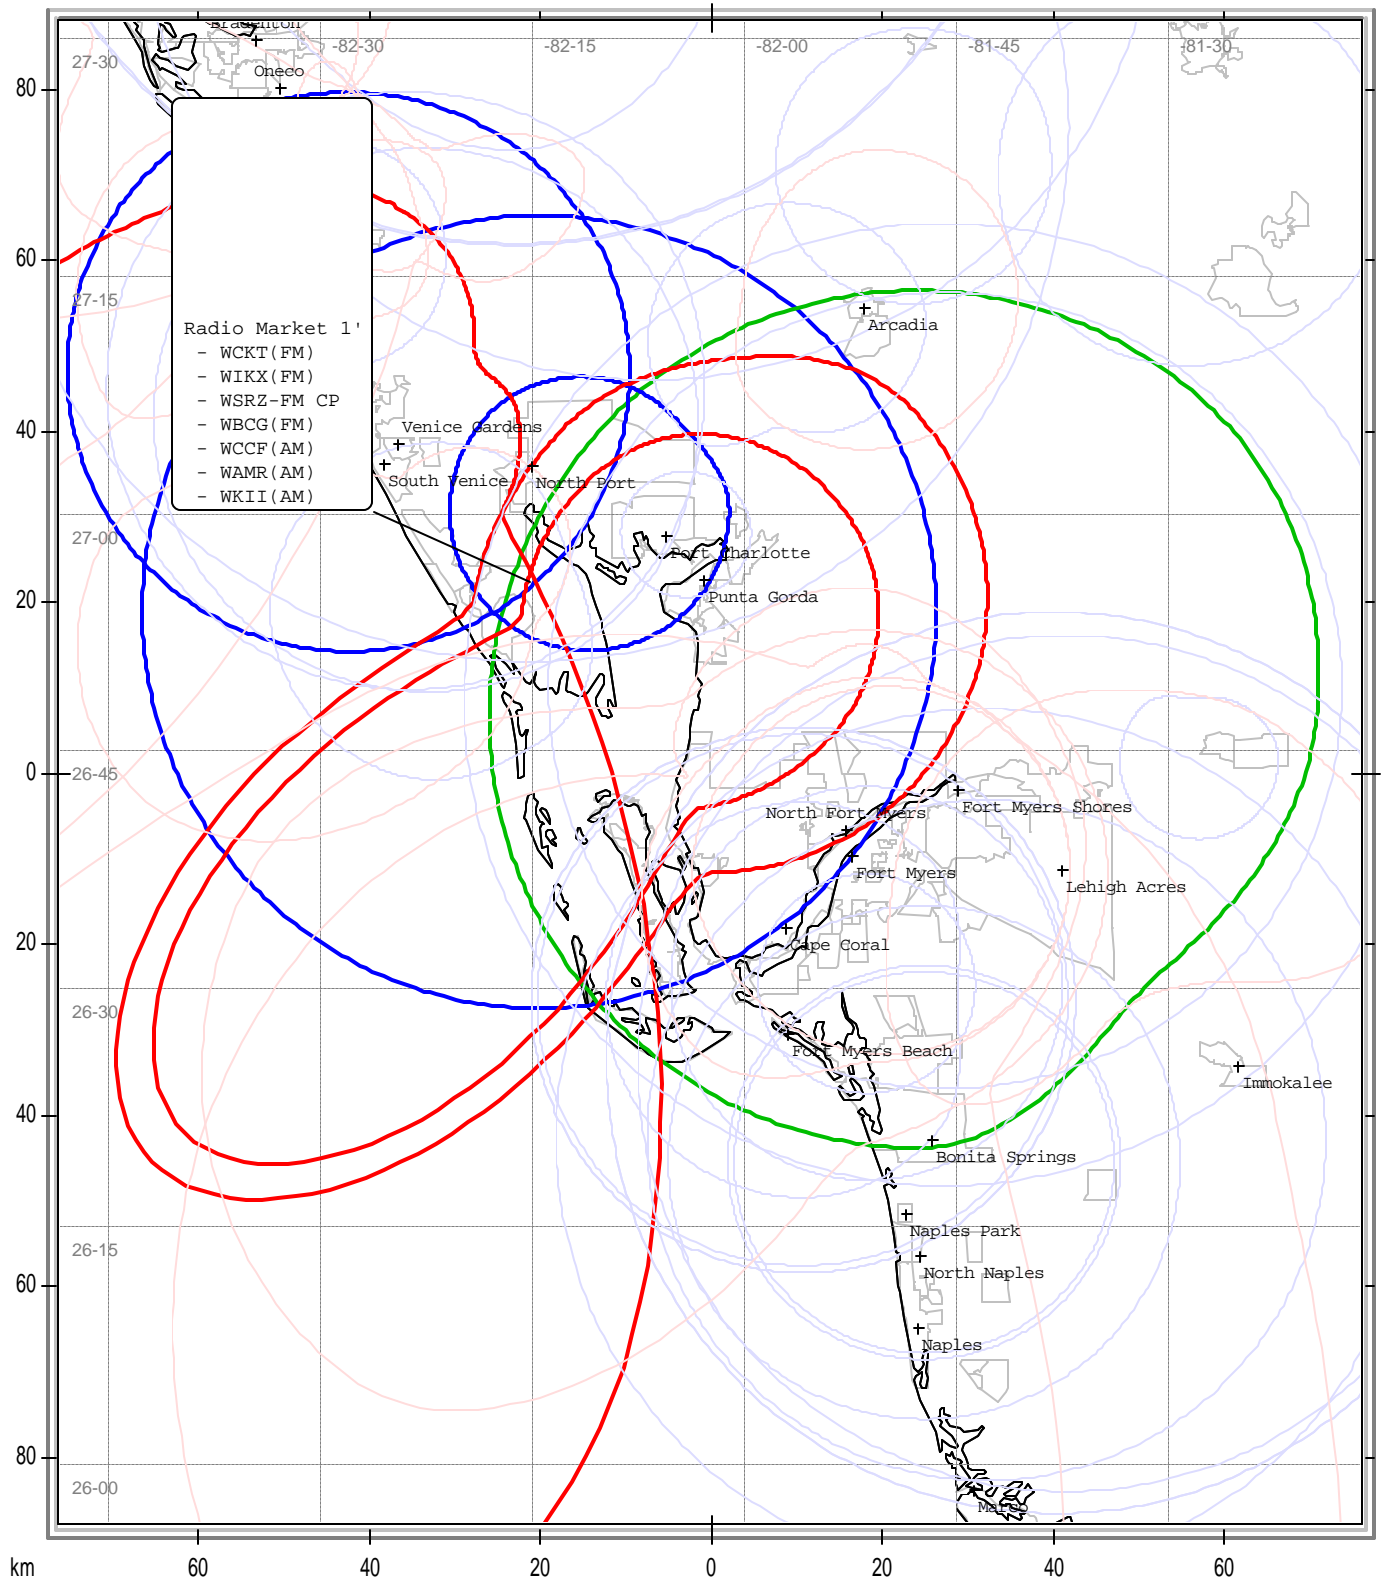 Bradenton
-82-30
-82-15
-82-00
-81-45
-81-30
27-30
Oneco
80
60
27-15
Radio Market 1'
- WCKT(FM)
- WIKX(FM)
- WSRZ-FM CP
- WBCG(FM)
- WCCF(AM)
- WAMR(AM)
- WKII(AM)
Arcadia
40
Venice Gardens
South Venice
North Port
27-00
Port Charlotte
Punta Gorda
20
0
26-45
North Fort Myers
Fort Myers Shores
Fort Myers
Lehigh Acres
20
Cape Coral
26-30
Fort Myers Beach
Immokalee
40
Bonita Springs
Naples Park
26-15
North Naples
60
Naples
80
26-00
Marco
km
60
40
20
0
20
40
60